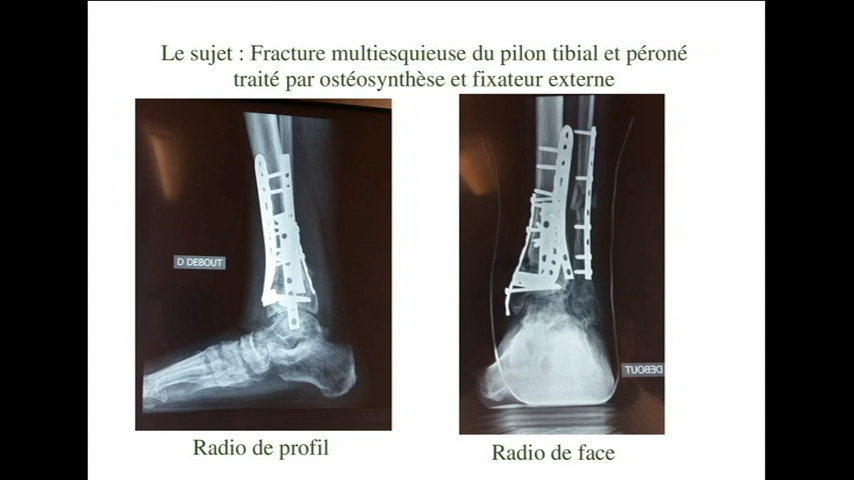 Le sujet : Fracture multiesquieuse du pilon tibial et péroné
traité par ostéosynthèse et fixateur externe
D DEBOUT
DEBOUT
Radio de profil
Radio de face